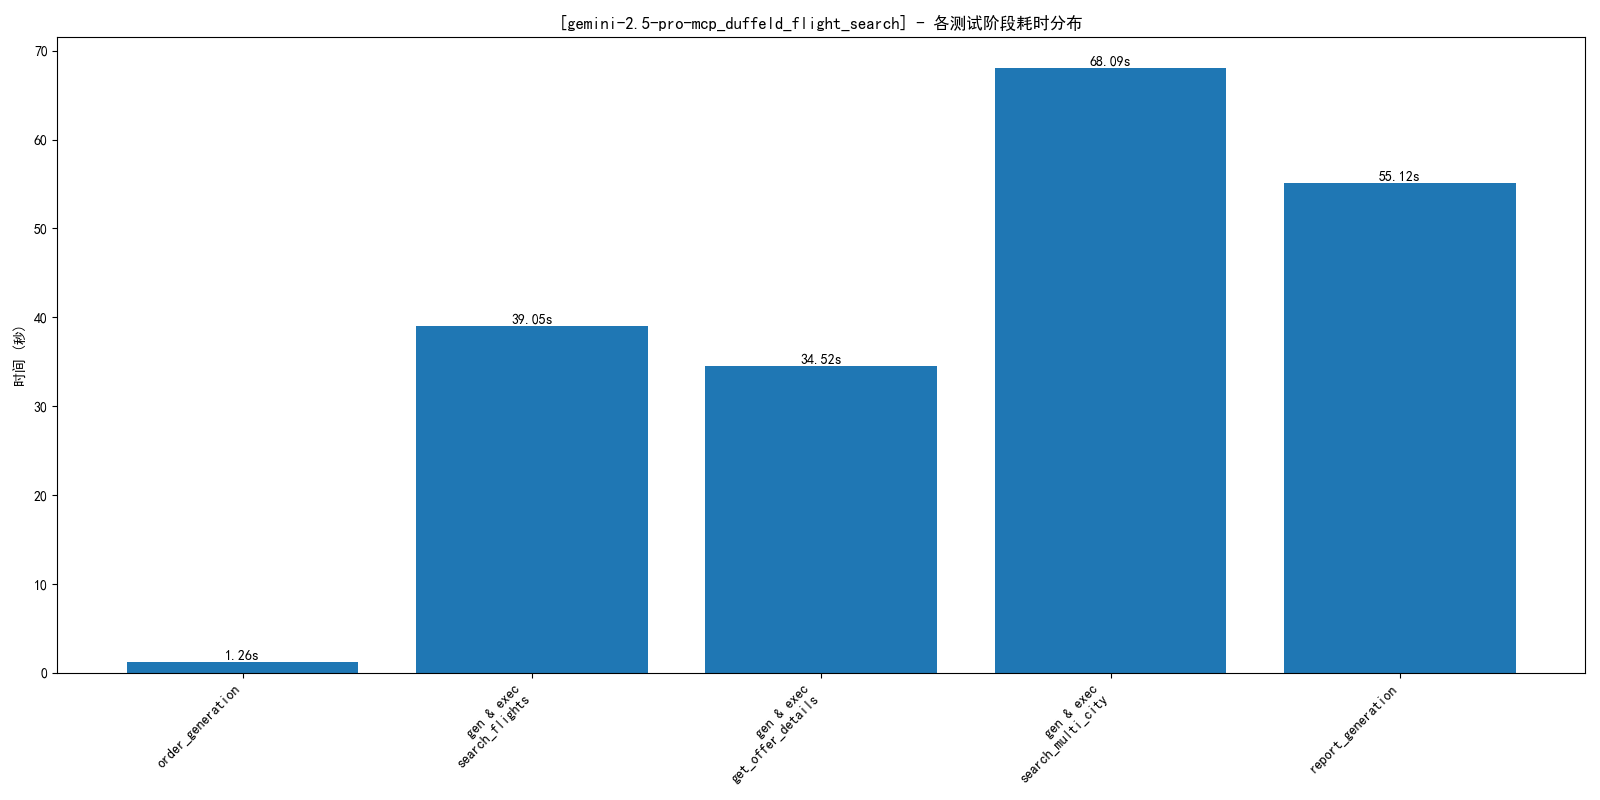 [gemini-2.5-pro-mcp_duffeld_flight_search] - 各测试阶段耗时分布
时间 (秒)
70
60
50
40
30
20
10
0
1.26s
39.05s
34.52s
68.09s
55.12s
order_generation
gen & exec
search_flights
gen & exec
get_offer_details
gen & exec
search_multi_city
report_generation